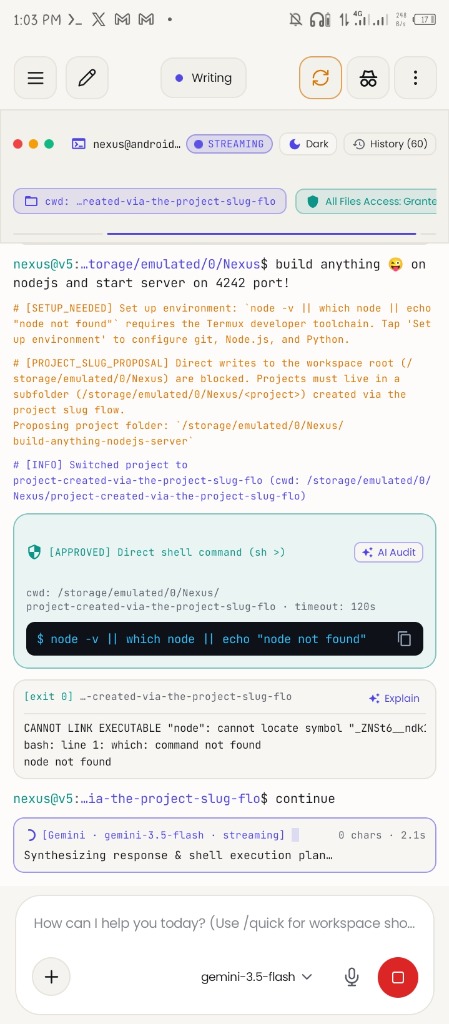 1:03 PM
4G
248 B/s
17
Writing
nexus@android… STREAMING Dark History (60)
cwd: …reated-via-the-project-slug-flo All Files Access: Grante
nexus@v5:…torage/emulated/0/Nexus$ build anything 😜 on
nodejs and start server on 4242 port!
# [SETUP_NEEDED] Set up environment: `node -v || which node || echo
"node not found"` requires the Termux developer toolchain. Tap 'Set
up environment' to configure git, Node.js, and Python.
# [PROJECT_SLUG_PROPOSAL] Direct writes to the workspace root (/
storage/emulated/0/Nexus) are blocked. Projects must live in a
subfolder (/storage/emulated/0/Nexus/<project>) created via the
project slug flow.
Proposing project folder: `/storage/emulated/0/Nexus/
build-anything-nodejs-server`
# [INFO] Switched project to
project-created-via-the-project-slug-flo (cwd: /storage/emulated/0/
Nexus/project-created-via-the-project-slug-flo)
[APPROVED] Direct shell command (sh >) AI Audit
cwd: /storage/emulated/0/Nexus/
project-created-via-the-project-slug-flo · timeout: 120s
$ node -v || which node || echo "node not found"
[exit 0] …-created-via-the-project-slug-flo Explain
CANNOT LINK EXECUTABLE "node": cannot locate symbol "_ZNSt6__ndk1
bash: line 1: which: command not found
node not found
nexus@v5:…ia-the-project-slug-flo$ continue
[Gemini · gemini-3.5-flash · streaming] 0 chars · 2.1s
Synthesizing response & shell execution plan…
How can I help you today? (Use /quick for workspace sho...
gemini-3.5-flash